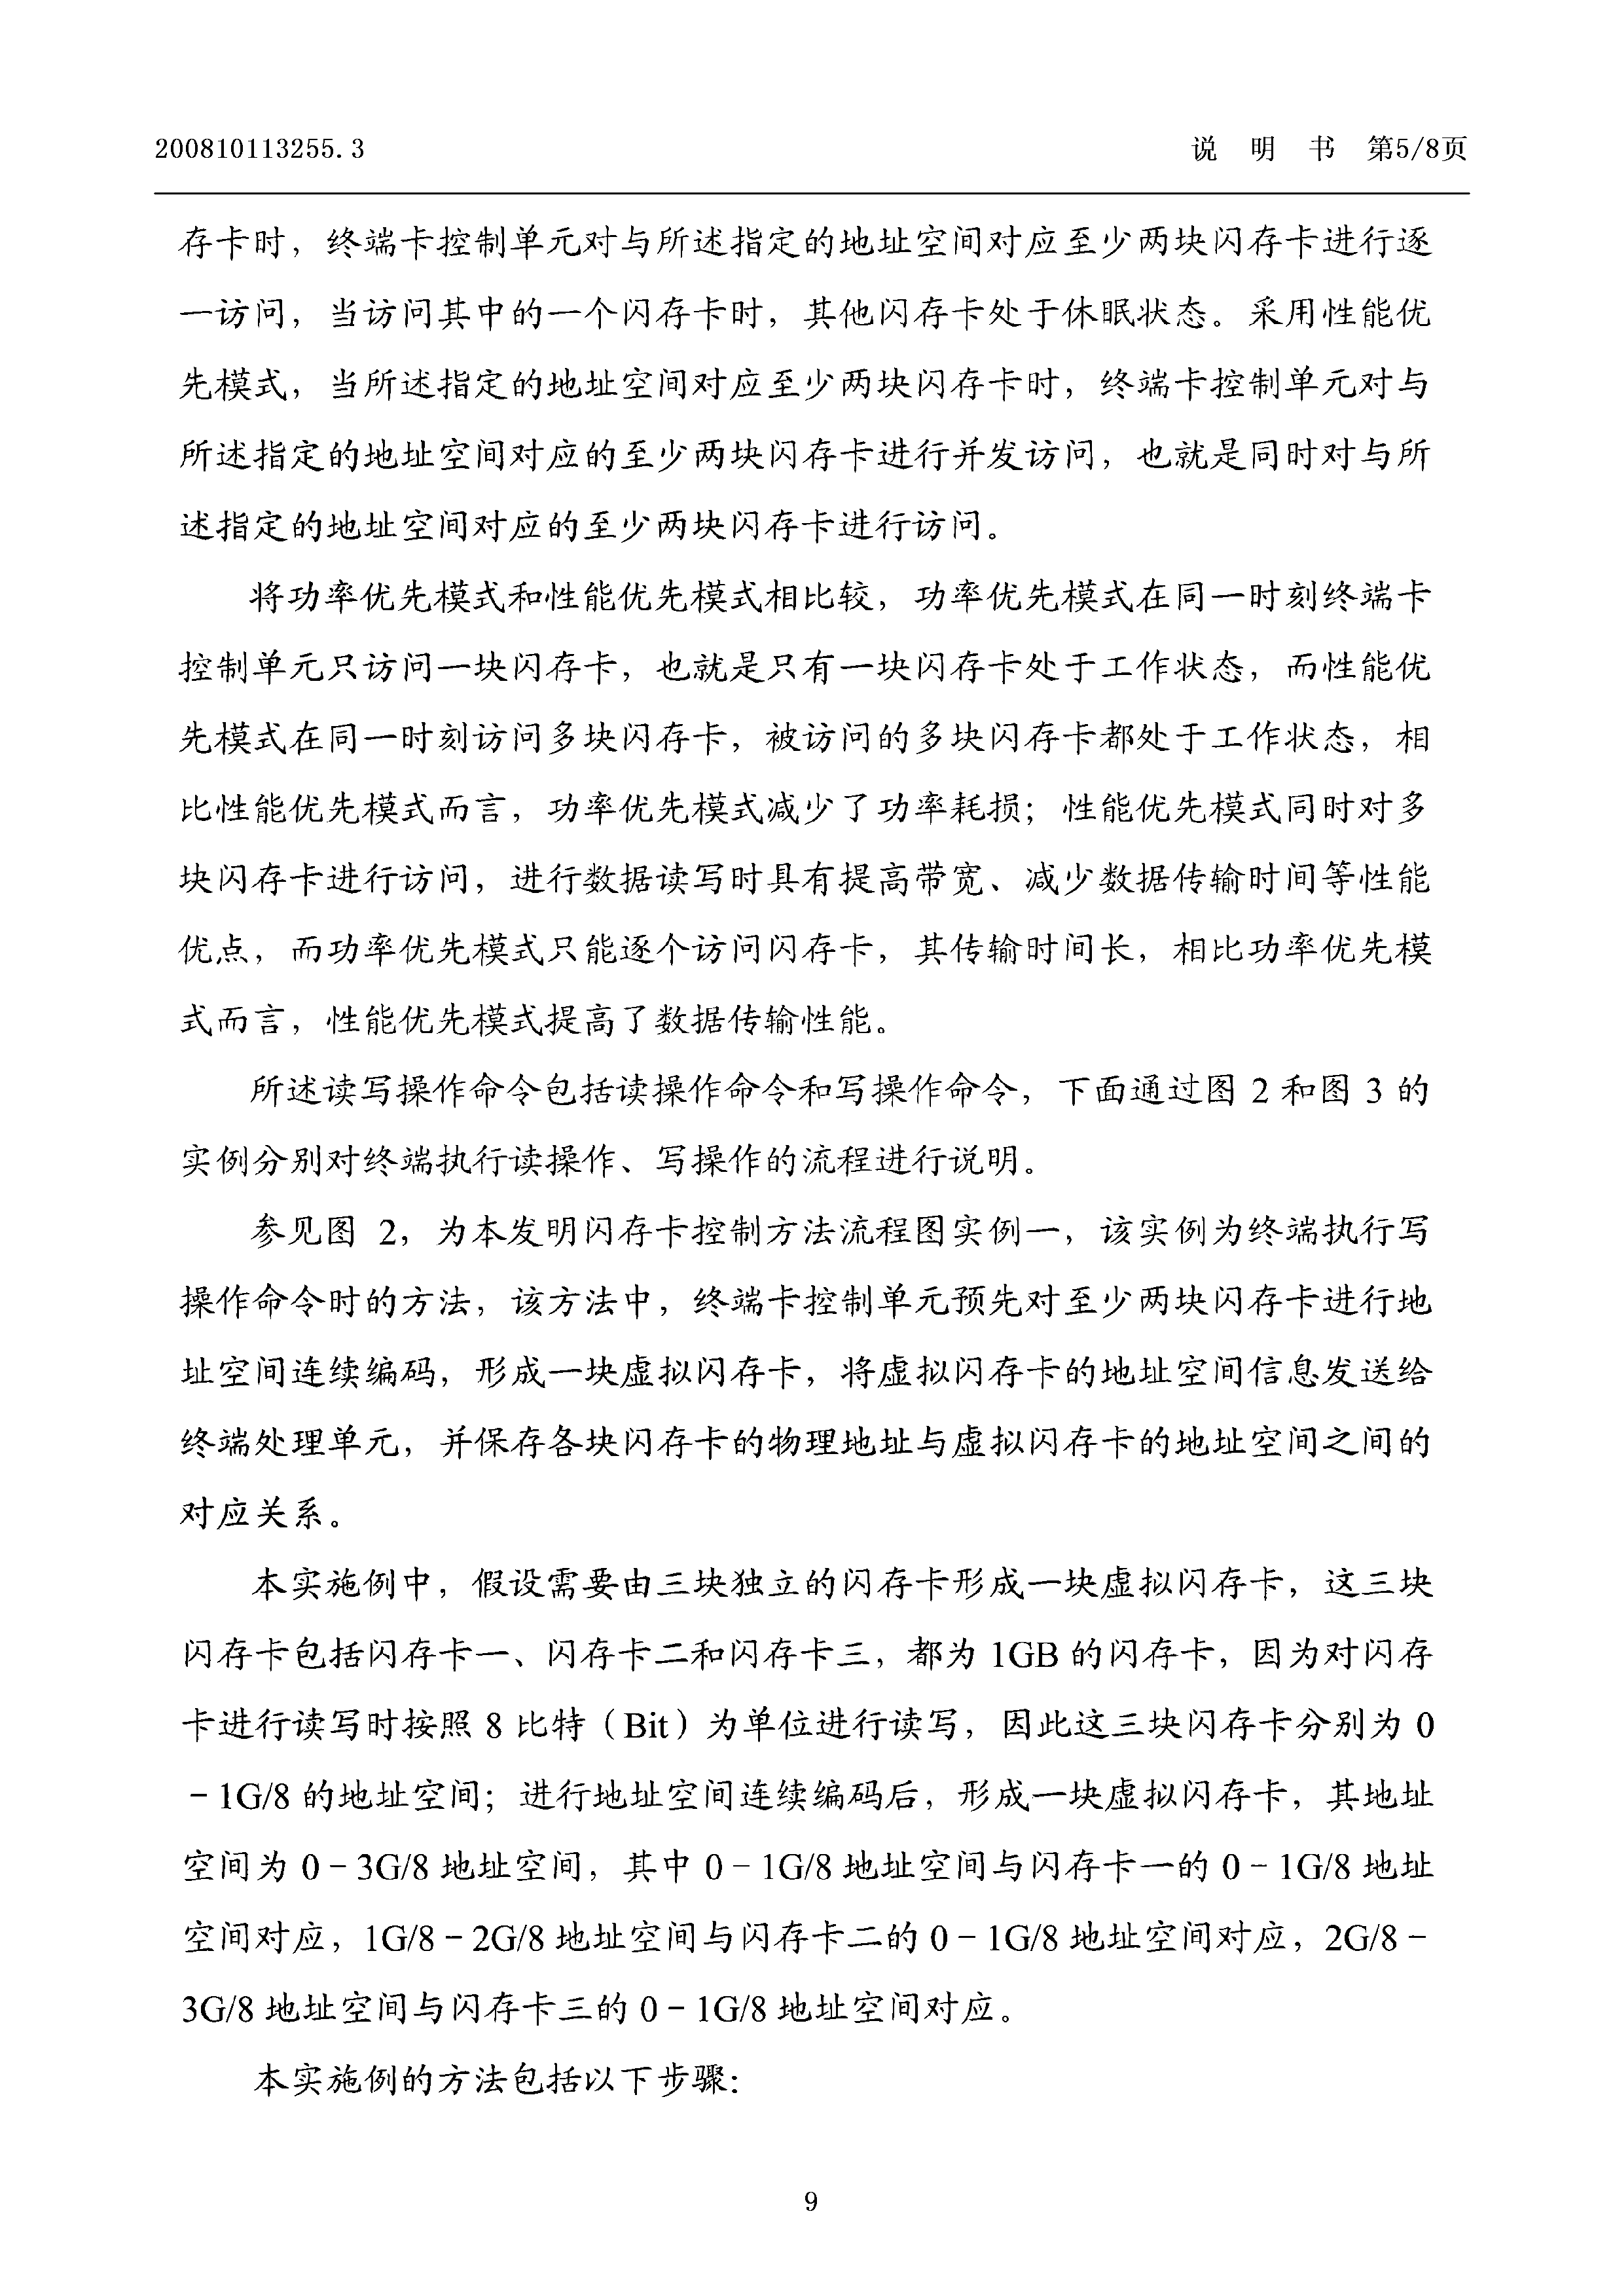 200810113255.3
说 明 书 第5/8页
存卡时，终端卡控制单元对与所述指定的地址空间对应至少两块闪存卡进行逐
一访问，当访问其中的一个闪存卡时，其他闪存卡处于休眠状态。采用性能优
先模式，当所述指定的地址空间对应至少两块闪存卡时，终端卡控制单元对与
所述指定的地址空间对应的至少两块闪存卡进行并发访问，也就是同时对与所
述指定的地址空间对应的至少两块闪存卡进行访问。
将功率优先模式和性能优先模式相比较，功率优先模式在同一时刻终端卡
控制单元只访问一块闪存卡，也就是只有一块闪存卡处于工作状态，而性能优
先模式在同一时刻访问多块闪存卡，被访问的多块闪存卡都处于工作状态，相
比性能优先模式而言，功率优先模式减少了功率耗损；性能优先模式同时对多
块闪存卡进行访问，进行数据读写时具有提高带宽、减少数据传输时间等性能
优点，而功率优先模式只能逐个访问闪存卡，其传输时间长，相比功率优先模
式而言，性能优先模式提高了数据传输性能。
所述读写操作命令包括读操作命令和写操作命令，下面通过图 2 和图 3 的
实例分别对终端执行读操作、写操作的流程进行说明。
参见图 2，为本发明闪存卡控制方法流程图实例一，该实例为终端执行写
操作命令时的方法，该方法中，终端卡控制单元预先对至少两块闪存卡进行地
址空间连续编码，形成一块虚拟闪存卡，将虚拟闪存卡的地址空间信息发送给
终端处理单元，并保存各块闪存卡的物理地址与虚拟闪存卡的地址空间之间的
对应关系。
本实施例中，假设需要由三块独立的闪存卡形成一块虚拟闪存卡，这三块
闪存卡包括闪存卡一、闪存卡二和闪存卡三，都为 1GB 的闪存卡，因为对闪存
卡进行读写时按照 8 比特（Bit）为单位进行读写，因此这三块闪存卡分别为 0
－1G/8 的地址空间；进行地址空间连续编码后，形成一块虚拟闪存卡，其地址
空间为 0－3G/8 地址空间，其中 0－1G/8 地址空间与闪存卡一的 0－1G/8 地址
空间对应，1G/8－2G/8 地址空间与闪存卡二的 0－1G/8 地址空间对应，2G/8－
3G/8 地址空间与闪存卡三的 0－1G/8 地址空间对应。
本实施例的方法包括以下步骤：
9